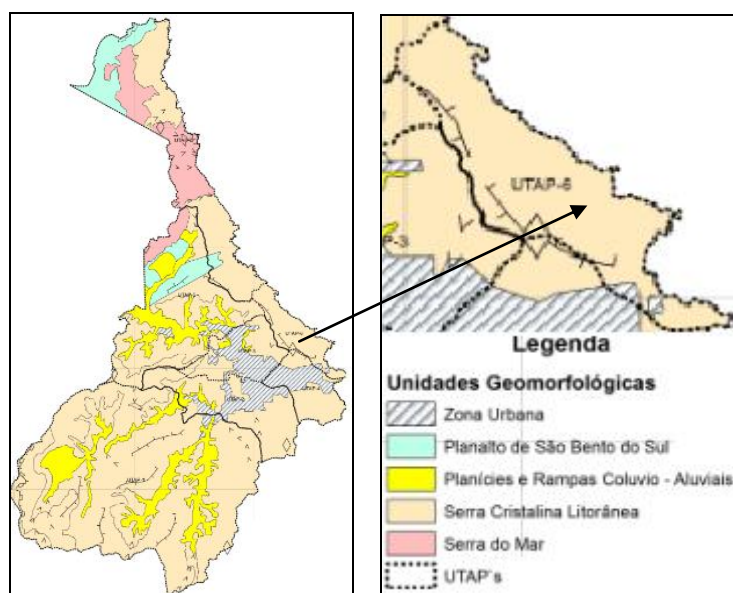 UTAP-6
P-3
Legenda
Unidades Geomorfológicas
Zona Urbana
Planalto de São Bento do Sul
Planícies e Rampas Coluvio - Aluviais
Serra Cristalina Litorânea
Serra do Mar
UTAP`s